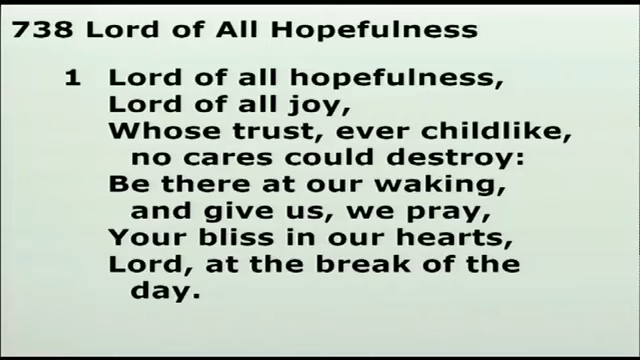 738 Lord of All Hopefulness
1 Lord of all hopefulness,
Lord of all joy,
Whose trust, ever childlike,
no cares could destroy:
Be there at our waking,
and give us, we pray,
Your bliss in our hearts,
Lord, at the break of the
day.